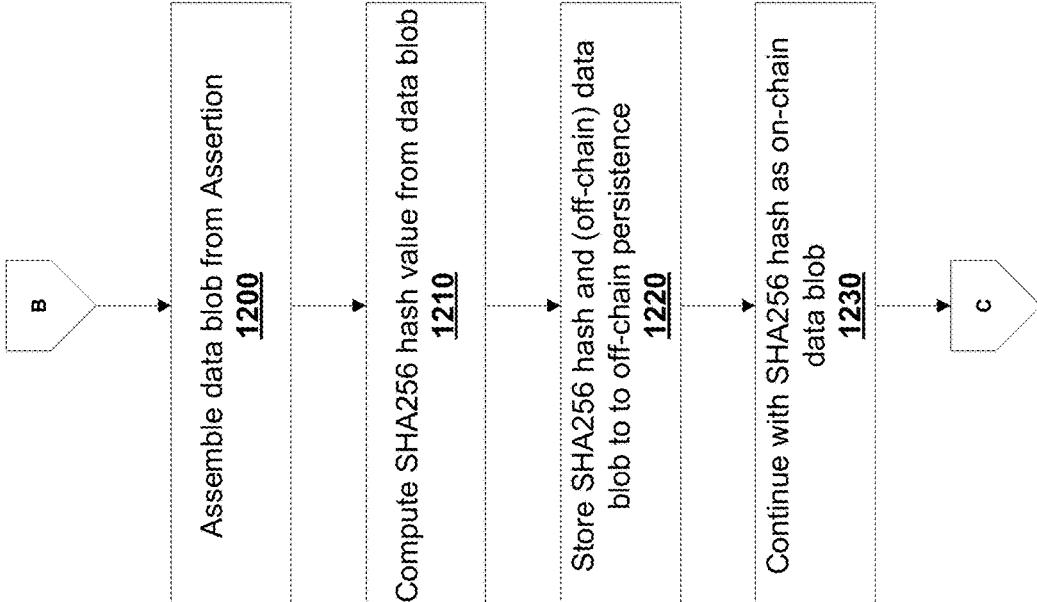 B
Assemble data blob from Assertion
1200
Compute SHA256 hash value from data blob
1210
Store SHA256 hash and (off-chain) data
blob to to off-chain persistence
1220
Continue with SHA256 hash as on-chain
data blob
1230
C